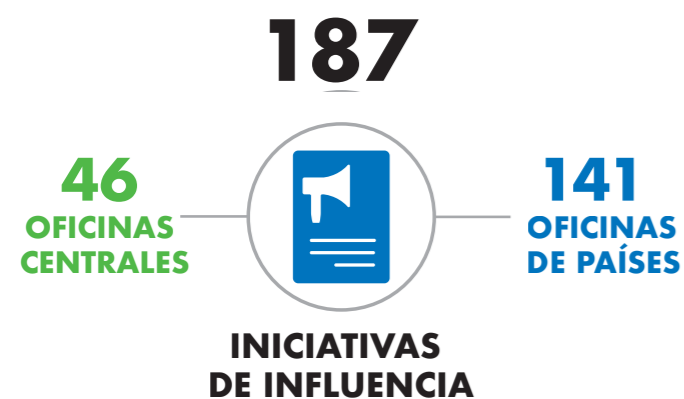 187
46
OFICINAS
CENTRALES
141
OFICINAS
DE PAÍSES
INICIATIVAS
DE INFLUENCIA